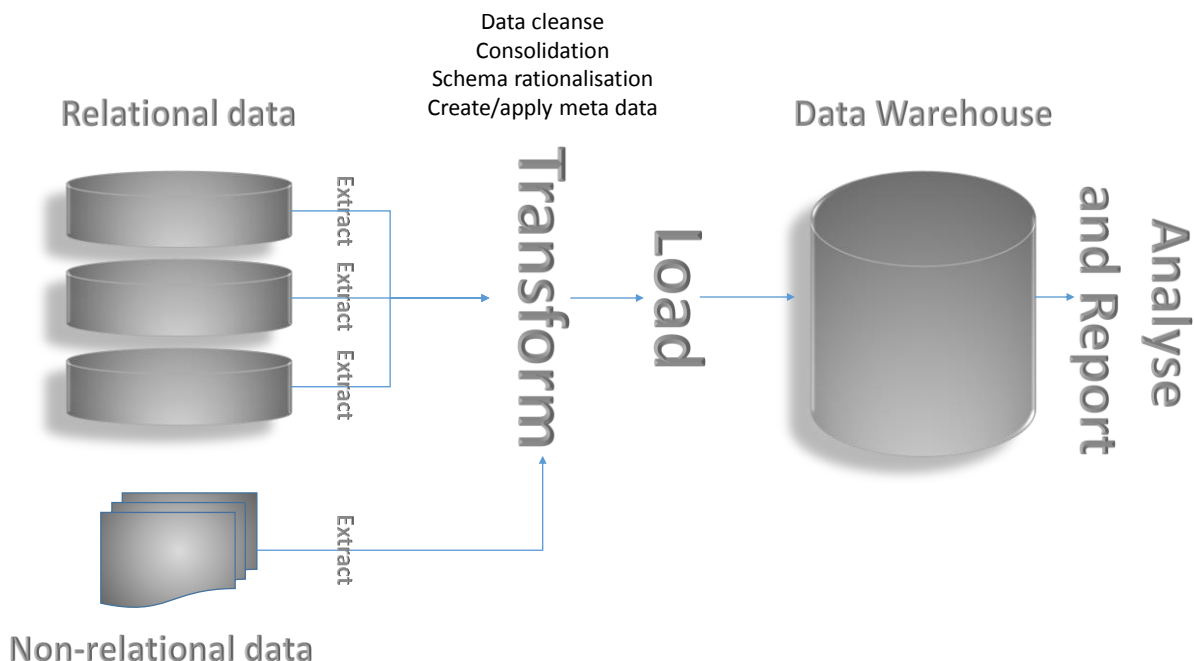 Data cleanse
Consolidation
Schema rationalisation
Create/apply meta data
Relational data
Data Warehouse
Extract
Extract
Extract
Transform
Load
Analyse
and Report
Extract
Non-relational data